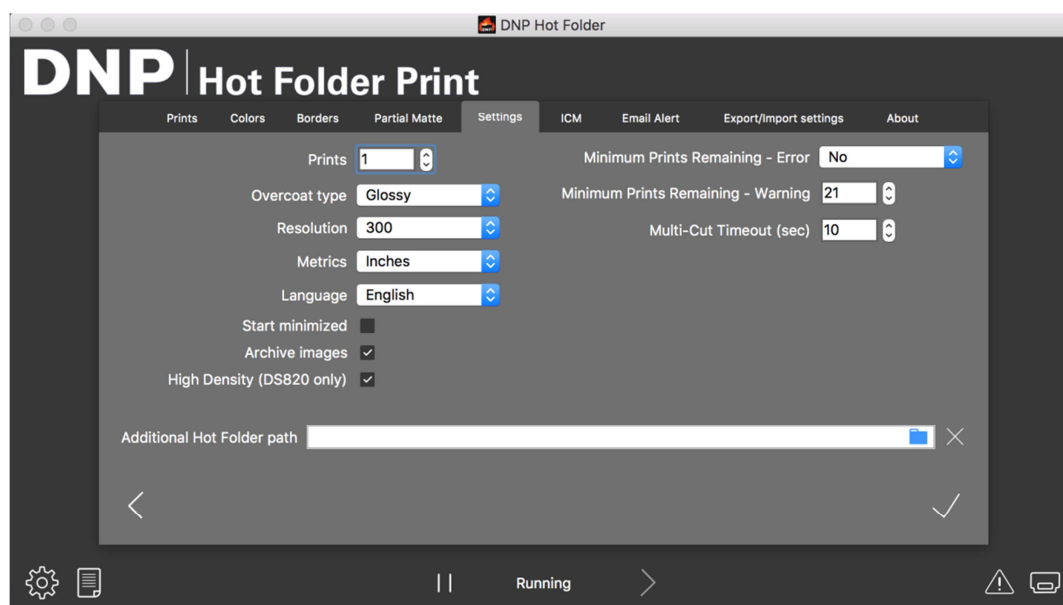 DNP Hot Folder
DNP Hot Folder Print
Prints Colors Borders Partial Matte Settings ICM Email Alert Export/Import settings About
Prints 1 Minimum Prints Remaining - Error No
Overcoat type Glossy Minimum Prints Remaining - Warning 21
Resolution 300 Multi-Cut Timeout (sec) 10
Metrics Inches
Language English
Start minimized
Archive images
High Density (DS820 only)
Additional Hot Folder path
Running